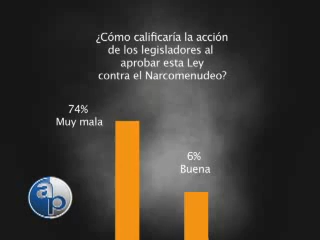 ¿Cómo calificaría la acción
de los legisladores al
aprobar esta Ley
contra el Narcomenudeo?
74%
Muy mala
6%
Buena
ap